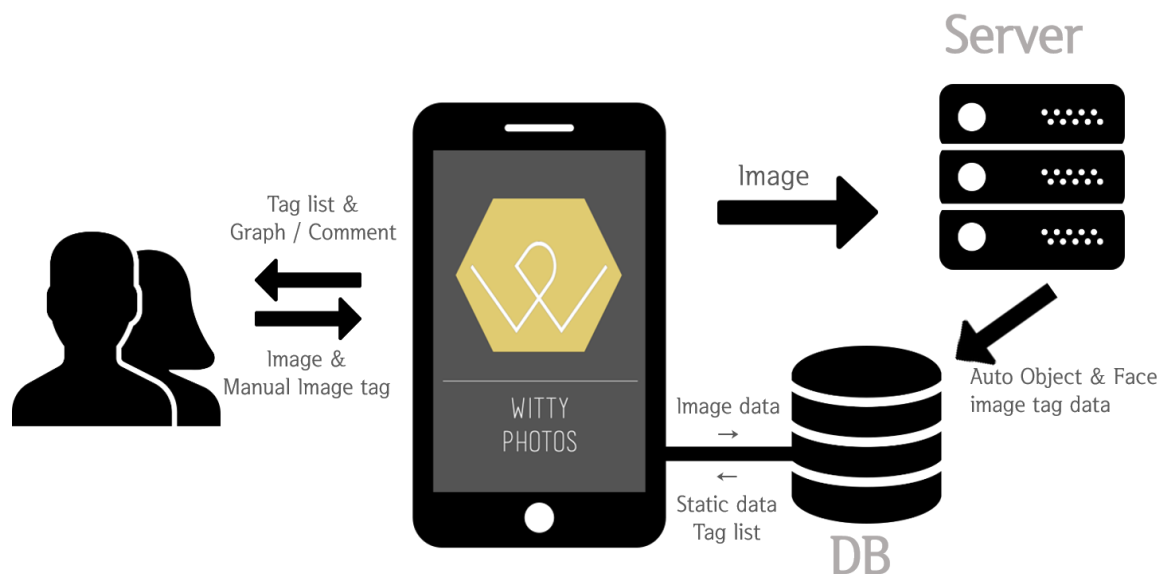 Server
Image
Tag list &
Graph / Comment
Image &
Manual Image tag
WITTY
PHOTOS
Image data
→
←
Static data
Tag list
Auto Object & Face
image tag data
DB